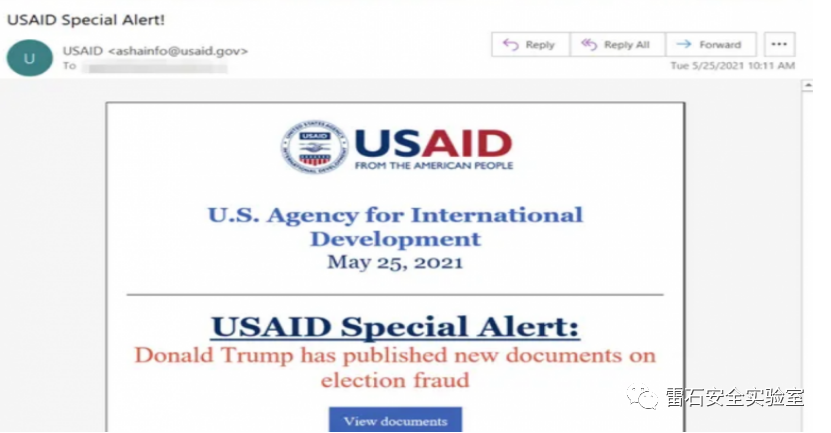 USAID Special Alert!
U
USAID <ashainfo@usaid.gov>
To
Reply
Reply All
Forward
Tue 5/25/2021 10:11 AM
UNITED STATES AGENCY
USAID
INTERNATIONAL DEVELOPMENT
USAID
FROM THE AMERICAN PEOPLE
U.S. Agency for International
Development
May 25, 2021
USAID Special Alert:
Donald Trump has published new documents on
election fraud
View documents
雷石安全实验室